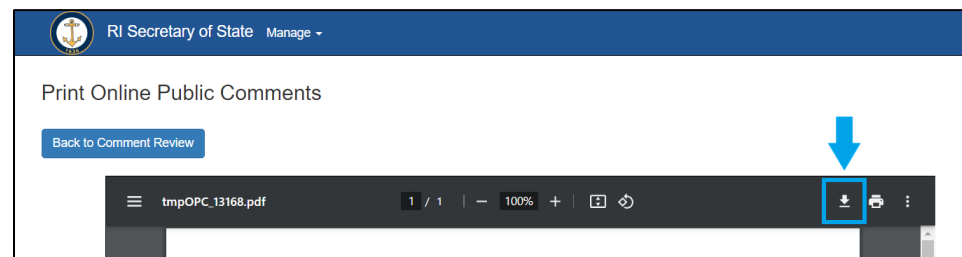 RI Secretary of State Manage
Print Online Public Comments
Back to Comment Review
tmpOPC_13168.pdf 1 / 1 | − 100% + |